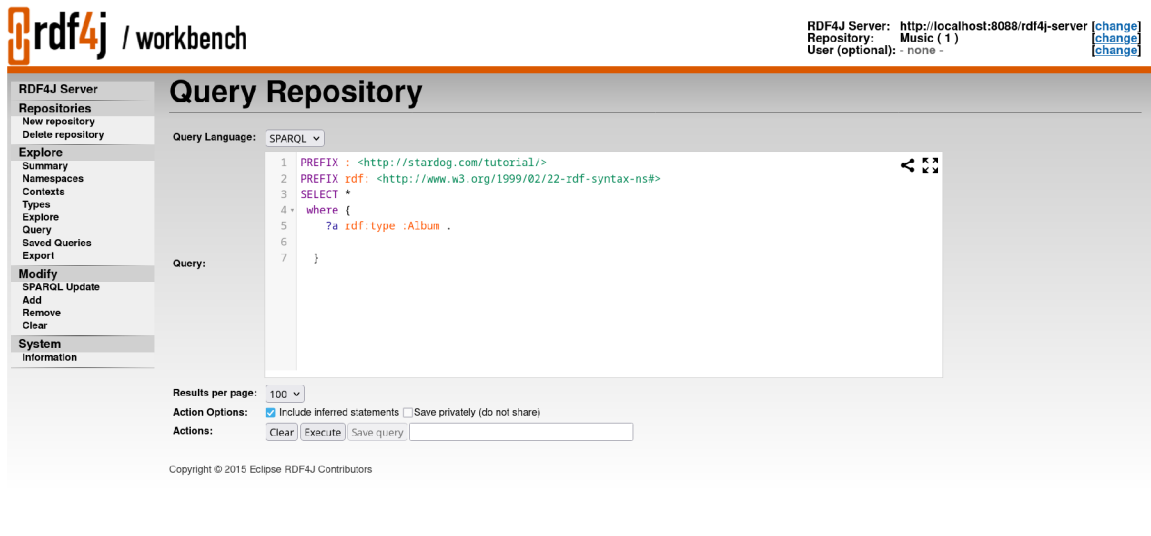 rdf4j / workbench
RDF4J Server: http://localhost:8088/rdf4j-server [change]
Repository: Music ( 1 ) [change]
User (optional): - none - [change]
RDF4J Server
Repositories
New repository
Delete repository
Explore
Summary
Namespaces
Contexts
Types
Explore
Query
Saved Queries
Export
Modify
SPARQL Update
Add
Remove
Clear
System
Information
Query Repository
Query Language: SPARQL
Query:
1 PREFIX : <http://stardog.com/tutorial/>
2 PREFIX rdf: <http://www.w3.org/1999/02/22-rdf-syntax-ns#>
3 SELECT *
4 where {
5 ?a rdf:type :Album .
6
7 }
Results per page: 100
Action Options: Include inferred statements Save privately (do not share)
Actions: Clear Execute Save query
Copyright © 2015 Eclipse RDF4J Contributors